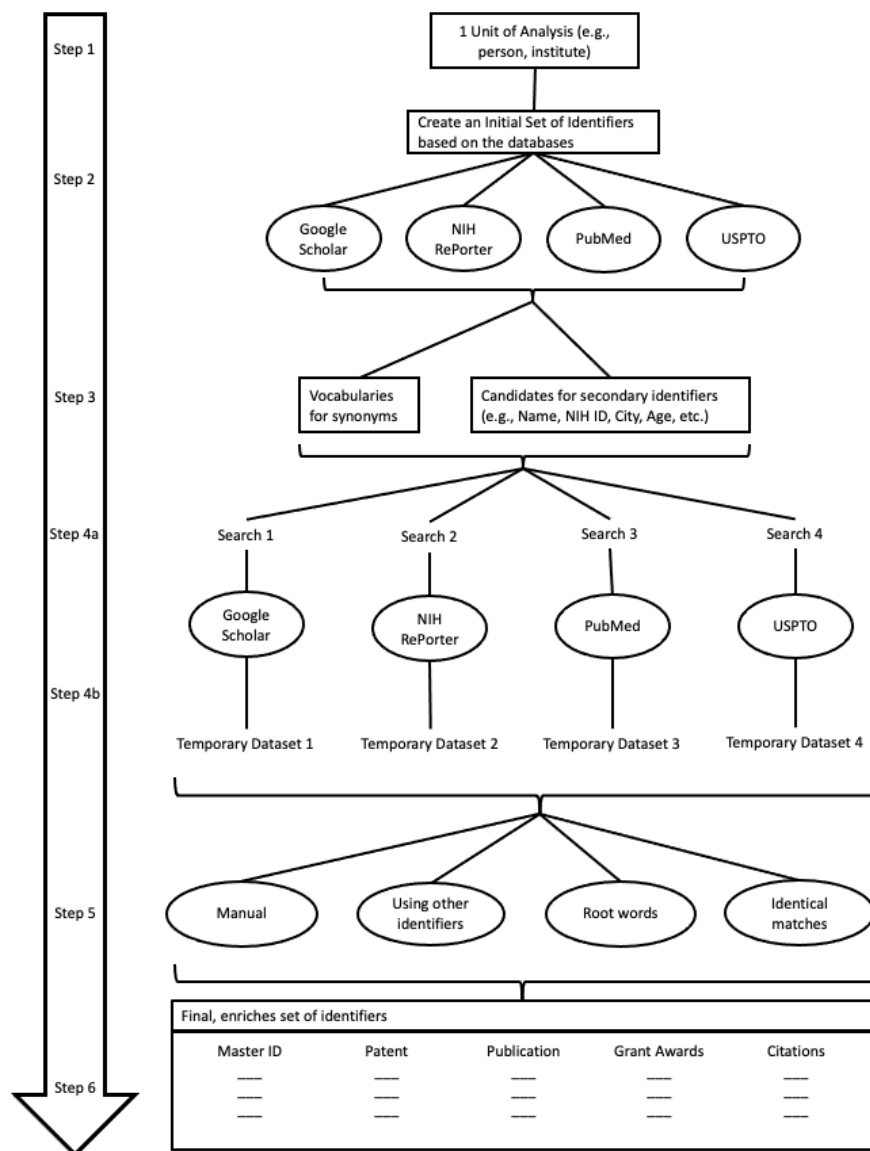 Step 1
1 Unit of Analysis (e.g.,
person, institute)
Create an Initial Set of Identifiers
based on the databases
Step 2
Google
Scholar
NIH
RePorter
PubMed
USPTO
Step 3
Vocabularies
for synonyms
Candidates for secondary identifiers
(e.g., Name, NIH ID, City, Age, etc.)
Step 4a
Search 1
Search 2
Search 3
Search 4
Google
Scholar
NIH
RePorter
PubMed
USPTO
Step 4b
Temporary Dataset 1
Temporary Dataset 2
Temporary Dataset 3
Temporary Dataset 4
Step 5
Manual
Using other
identifiers
Root words
Identical
matches
Final, enriches set of identifiers
Master ID
Patent
Publication
Grant Awards
Citations
Step 6